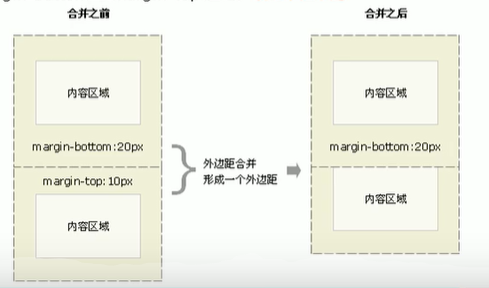 合并之前
合并之后
内容区域
margin-bottom:20px
margin-top:10px
内容区域
外边距合并
形成一个外边距
内容区域
margin-bottom:20px
内容区域